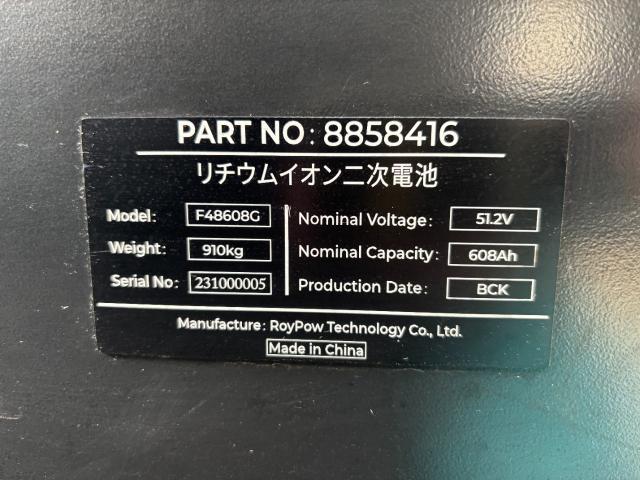 PART NO: 8858416
リチウムイオン二次電池
Model: F48608G
Weight: 910kg
Serial No: 231000005
Nominal Voltage: 51.2V
Nominal Capacity: 608Ah
Production Date: BCK
Manufacture: RoyPow Technology Co., Ltd.
Made in China